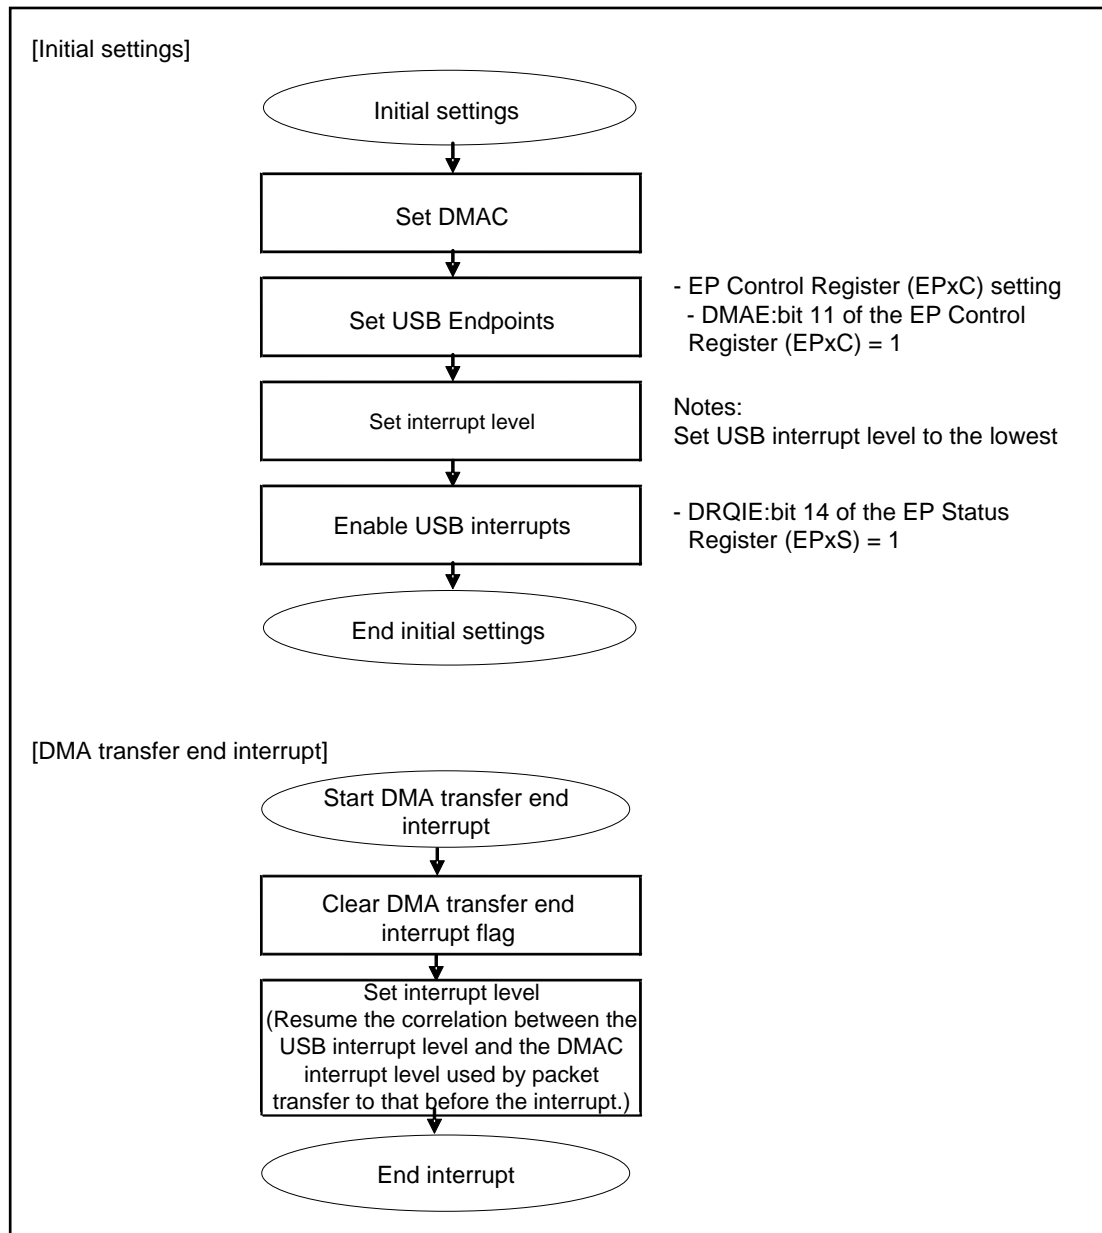 [Initial settings]
Initial settings
Set DMAC
Set USB Endpoints
- EP Control Register (EPxC) setting
- DMAE:bit 11 of the EP Control
Register (EPxC) = 1
Set interrupt level
Notes:
Set USB interrupt level to the lowest
Enable USB interrupts
- DRQIE:bit 14 of the EP Status
Register (EPxS) = 1
End initial settings
[DMA transfer end interrupt]
Start DMA transfer end
interrupt
Clear DMA transfer end
interrupt flag
Set interrupt level
(Resume the correlation between the
USB interrupt level and the DMAC
interrupt level used by packet
transfer to that before the interrupt.)
End interrupt